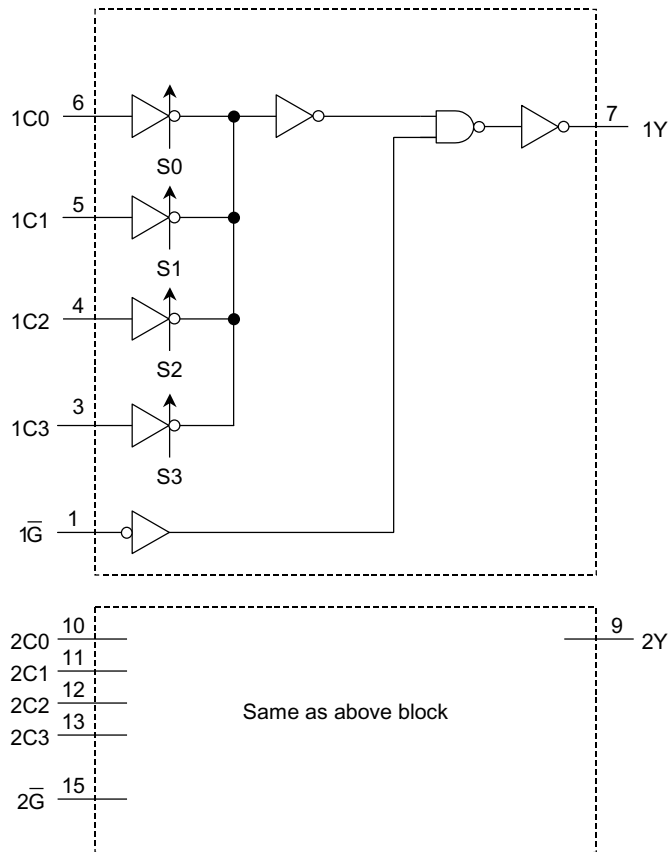 1C0 6
S0
7 1Y
1C1 5
S1
1C2 4
S2
1C3 3
S3
1G̅ 1
2C0 10
9 2Y
2C1 11
2C2 12
2C3 13
Same as above block
2G̅ 15